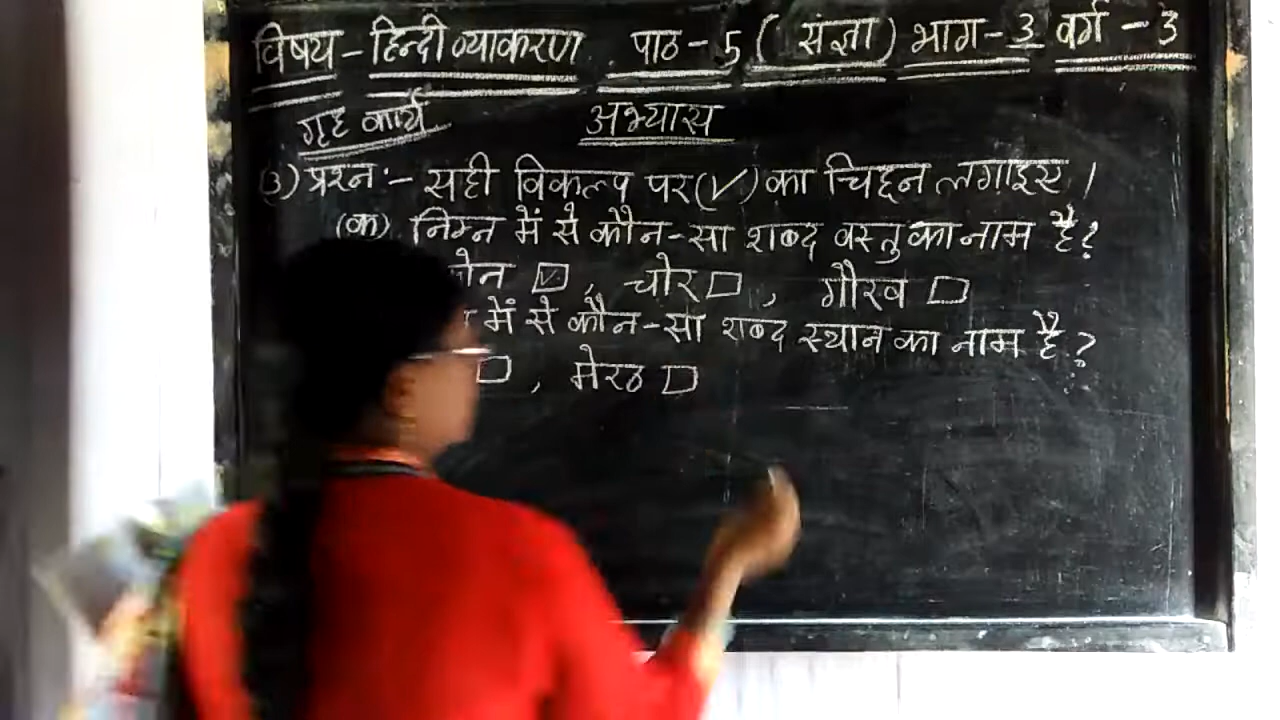 विषय - हिन्दी व्याकरण पाठ - 5 ( संज्ञा ) भाग - 3 वर्ग - 3
गृह कार्य अभ्यास
3) प्रश्न :- सही विकल्प पर (✓) का चिह्न लगाइए ।
(क) निम्न में से कौन-सा शब्द वस्तु का नाम है ?
☑ , चोर □ , गौरव □
में से कौन-सा शब्द स्थान का नाम है ?
□ , मेरठ □